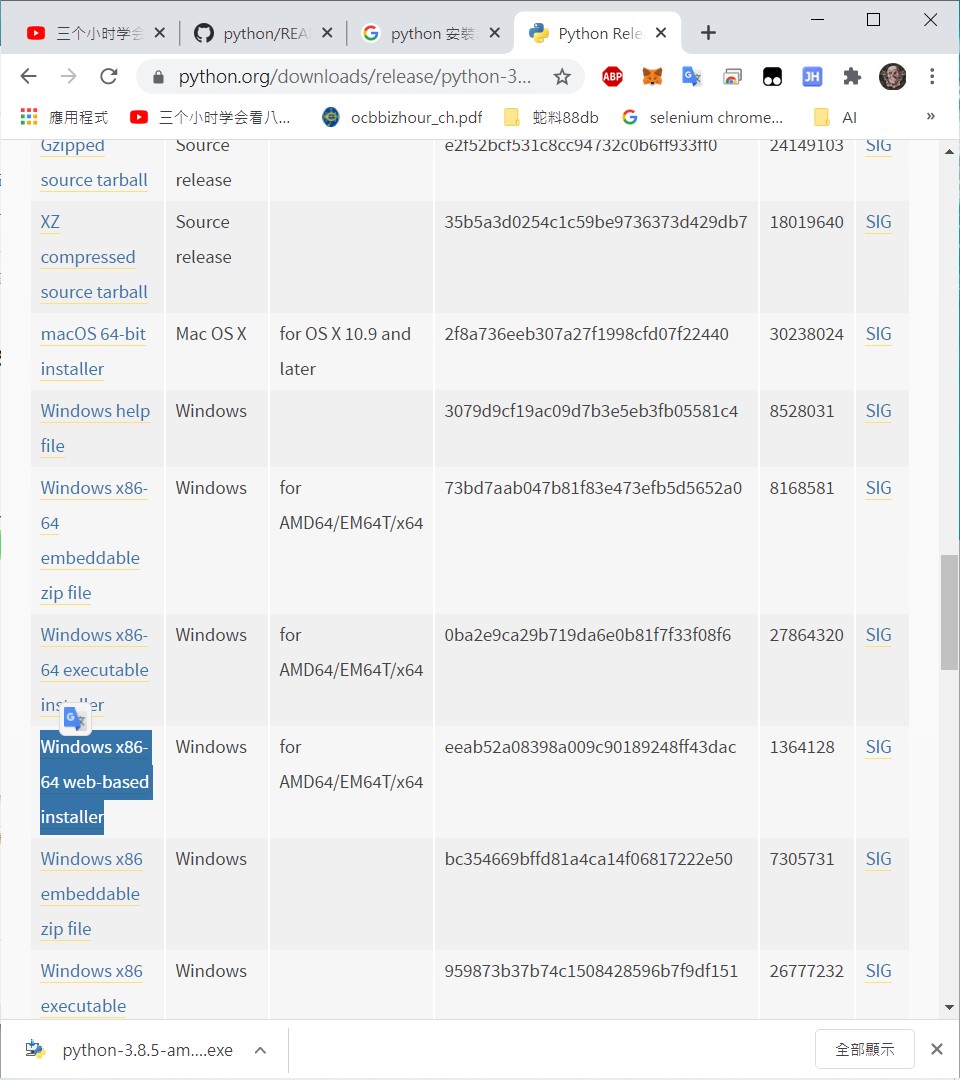 三个小时学会
python/REA
python 安裝
Python Rele
python.org/downloads/release/python-3...
ABP
JH
應用程式
三个小时学会看八...
ocbbizhour_ch.pdf
蛇料88db
selenium chrome...
AI
»
Gzipped Source e2f52bcf531c8cc94732c0b6ff933ff0 24149103 SIG
source tarball release
XZ Source 35b5a3d0254c1c59be9736373d429db7 18019640 SIG
compressed release
source tarball
macOS 64-bit Mac OS X for OS X 10.9 and 2f8a736eeb307a27f1998cfd07f22440 30238024 SIG
installer later
Windows help Windows 3079d9cf19ac09d7b3e5eb3fb05581c4 8528031 SIG
file
Windows x86- Windows for 73bd7aab047b81f83e473efb5d5652a0 8168581 SIG
64 AMD64/EM64T/x64
embeddable
zip file
Windows x86- Windows for 0ba2e9ca29b719da6e0b81f7f33f08f6 27864320 SIG
64 executable AMD64/EM64T/x64
installer
Windows x86- Windows for eeab52a08398a009c90189248ff43dac 1364128 SIG
64 web-based AMD64/EM64T/x64
installer
Windows x86 Windows bc354669bffd81a4ca14f06817222e50 7305731 SIG
embeddable
zip file
Windows x86 Windows 959873b37b74c1508428596b7f9df151 26777232 SIG
executable
python-3.8.5-am....exe
全部顯示